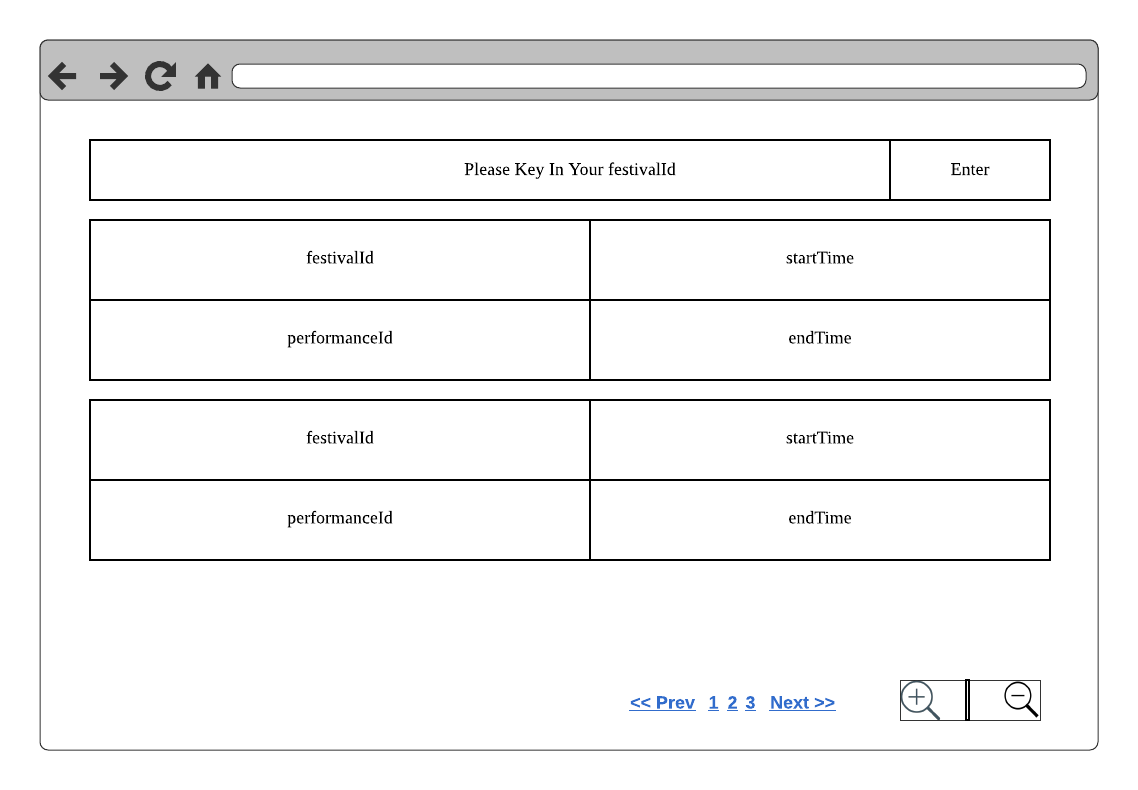 Please Key In Your festivalId Enter
festivalId startTime
performanceId endTime
festivalId startTime
performanceId endTime
<< Prev 1 2 3 Next >>